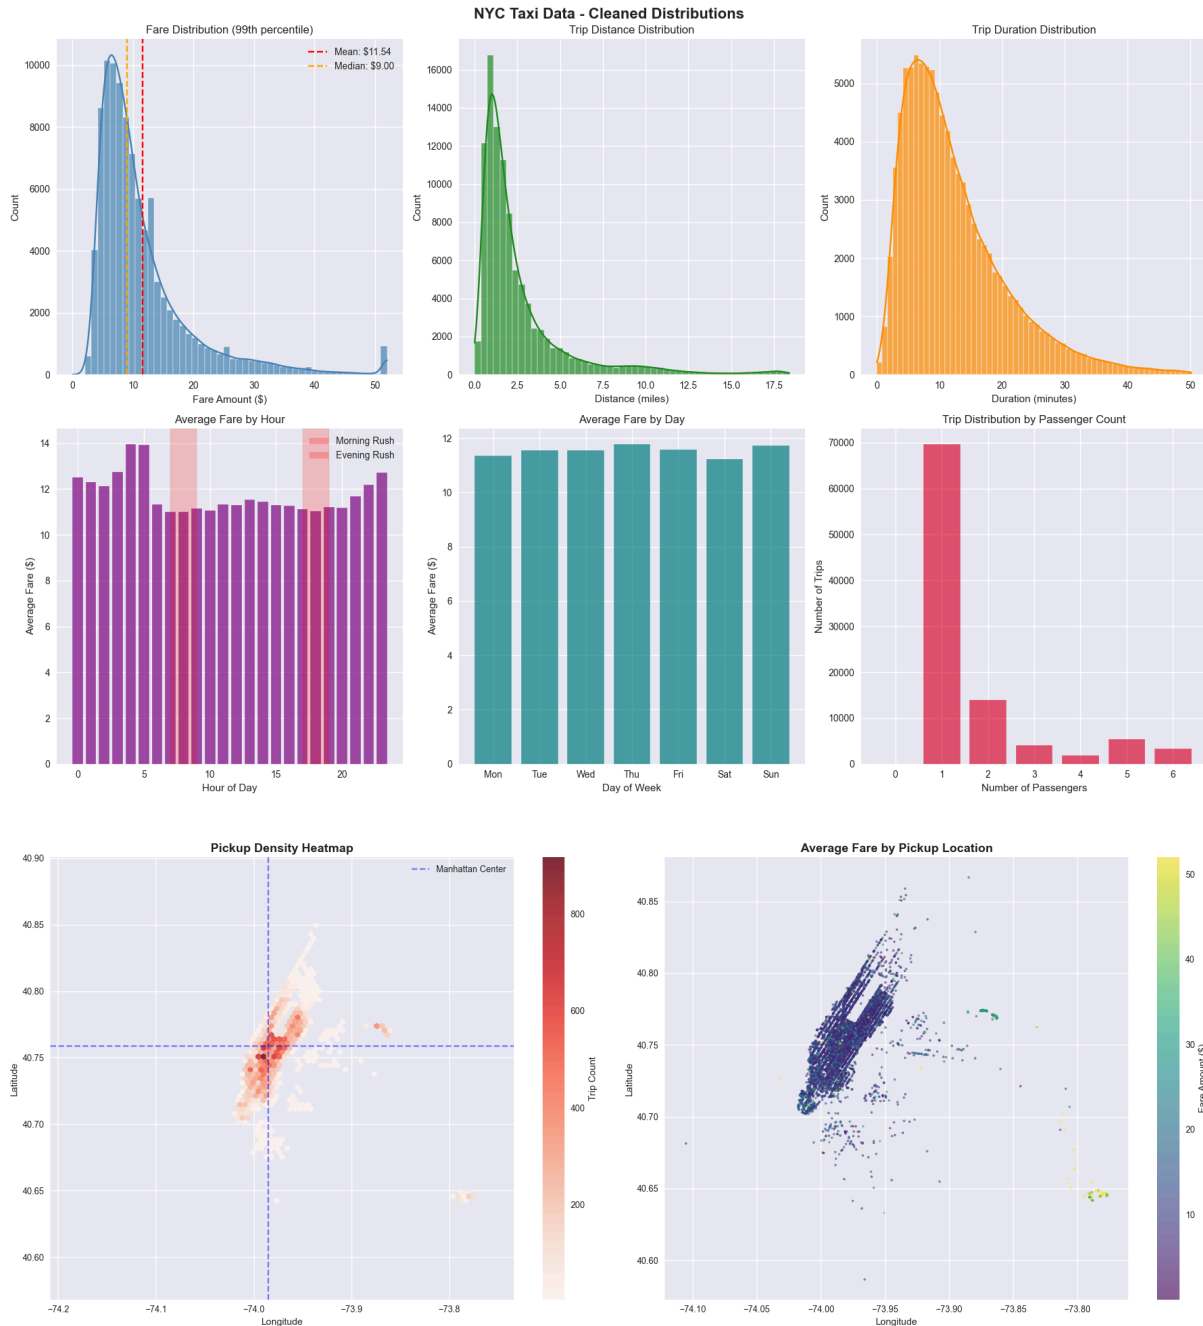 NYC Taxi Data - Cleaned Distributions
Fare Distribution (99th percentile)
Mean: $11.54
Median: $9.00
10000
8000
6000
4000
2000
0
Count
0 10 20 30 40 50
Fare Amount ($)
Trip Distance Distribution
16000
14000
12000
10000
8000
6000
4000
2000
0
Count
0.0 2.5 5.0 7.5 10.0 12.5 15.0 17.5
Distance (miles)
Trip Duration Distribution
5000
4000
3000
2000
1000
0
Count
0 10 20 30 40 50
Duration (minutes)
Average Fare by Hour
Morning Rush
Evening Rush
14
12
10
8
6
4
2
0
Average Fare ($)
0 5 10 15 20
Hour of Day
Average Fare by Day
12
10
8
6
4
2
0
Average Fare ($)
Mon Tue Wed Thu Fri Sat Sun
Day of Week
Trip Distribution by Passenger Count
70000
60000
50000
40000
30000
20000
10000
0
Number of Trips
0 1 2 3 4 5 6
Number of Passengers
Pickup Density Heatmap
Manhattan Center
40.90
40.85
40.80
40.75
40.70
40.65
40.60
Latitude
−74.2 −74.1 −74.0 −73.9 −73.8
Longitude
800
600
400
200
Trip Count
Average Fare by Pickup Location
40.85
40.80
40.75
40.70
40.65
40.60
Latitude
−74.10 −74.05 −74.00 −73.95 −73.90 −73.85 −73.80
Longitude
50
40
30
20
10
Fare Amount ($)